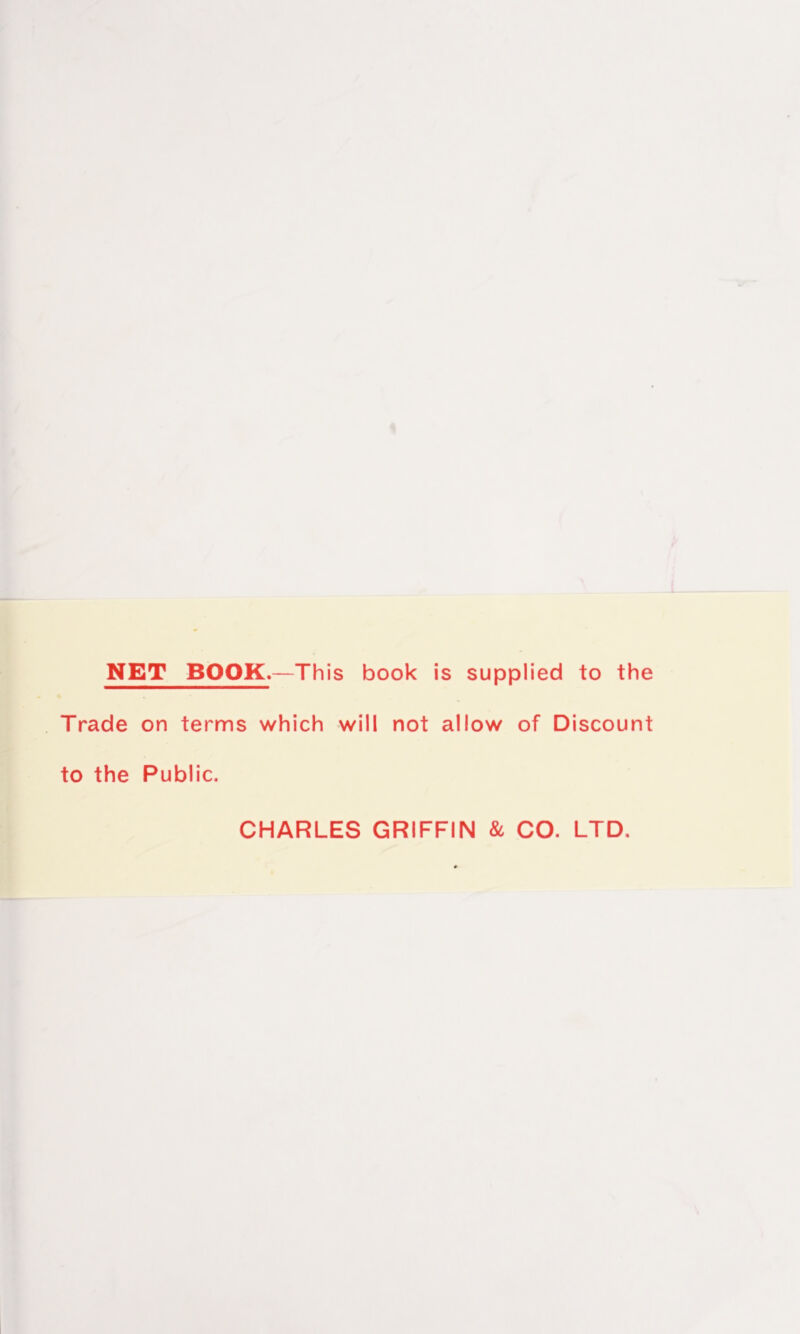 NET BOOK.—This book is supplied to the
Trade on terms which will not allow of Discount
to the Public.
CHARLES GRIFFIN & CO. LTD.